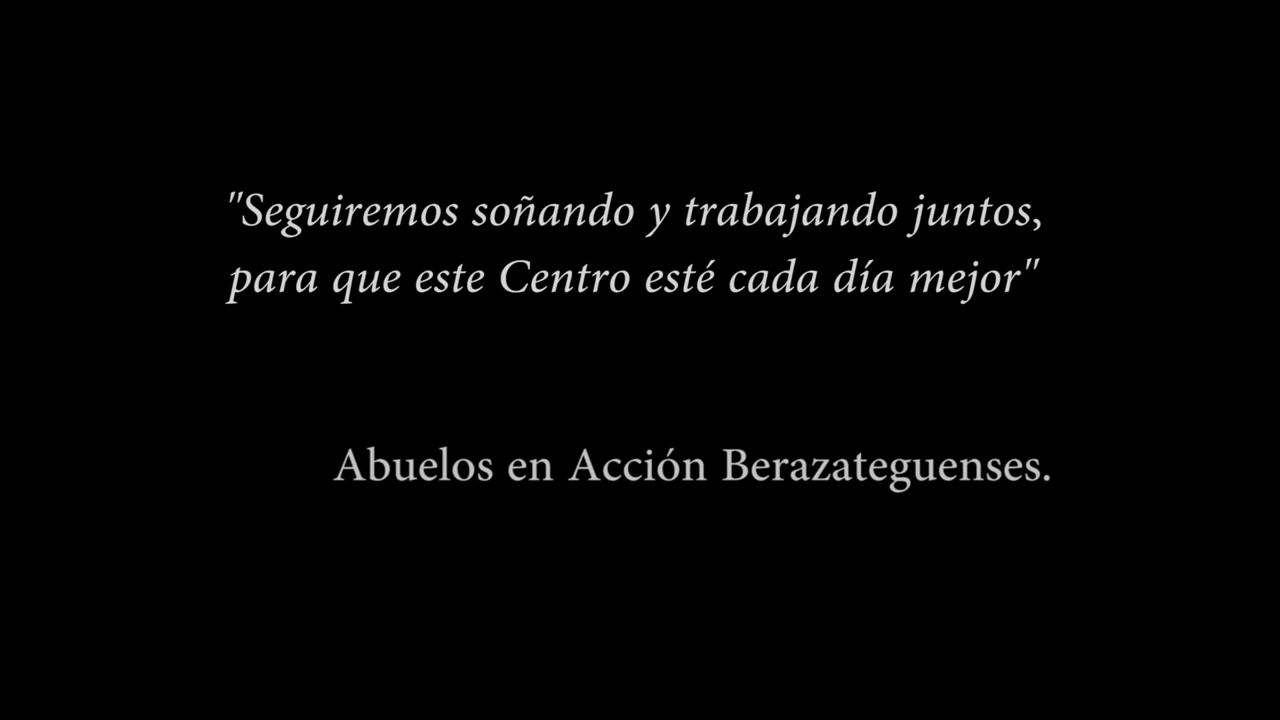 "Seguiremos soñando y trabajando juntos,
para que este Centro esté cada día mejor"
Abuelos en Acción Berazateguenses.